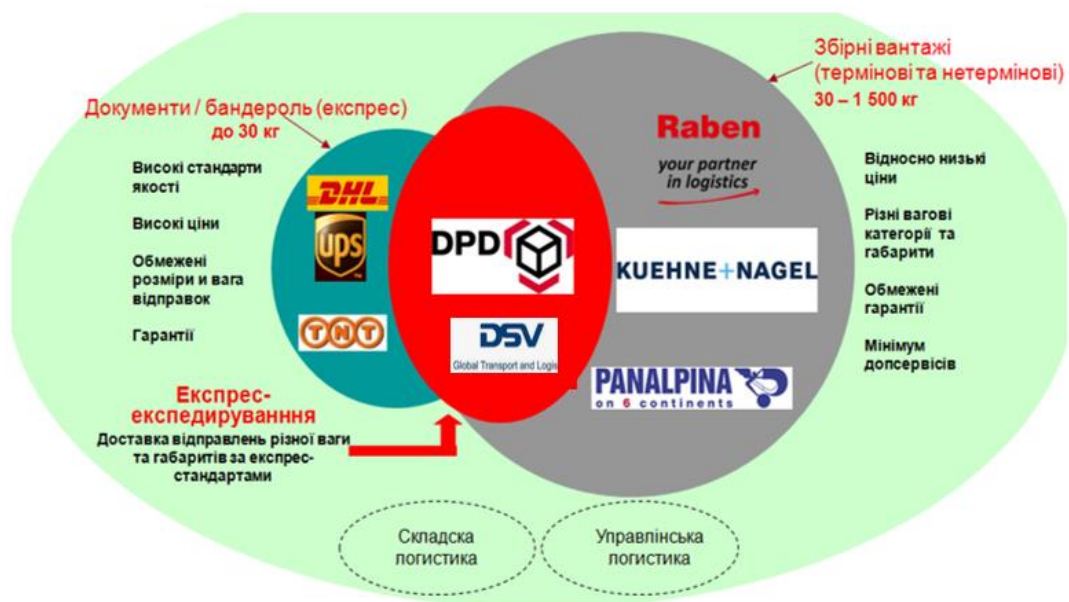 Збірні вантажі
(термінові та нетермінові)
30 – 1 500 кг
Документи / бандероль (експрес)
до 30 кг
Високі стандарти
якості
Високі ціни
Обмежені
розміри и вага
відправок
Гарантії
DHL
ups
TNT
DPD
DSV
Global Transport and Logis
Raben
your partner
in logistics
KUEHNE+NAGEL
PANALPINA
on 6 continents
Відносно низькі
ціни
Різні вагові
категорії та
габарити
Обмежені
гарантії
Мінімум
допсервісів
Експрес-
експедируванння
Доставка відправлень різної ваги
та габаритів за експрес-
стандартами
Складска
логистика
Управлінська
логистика